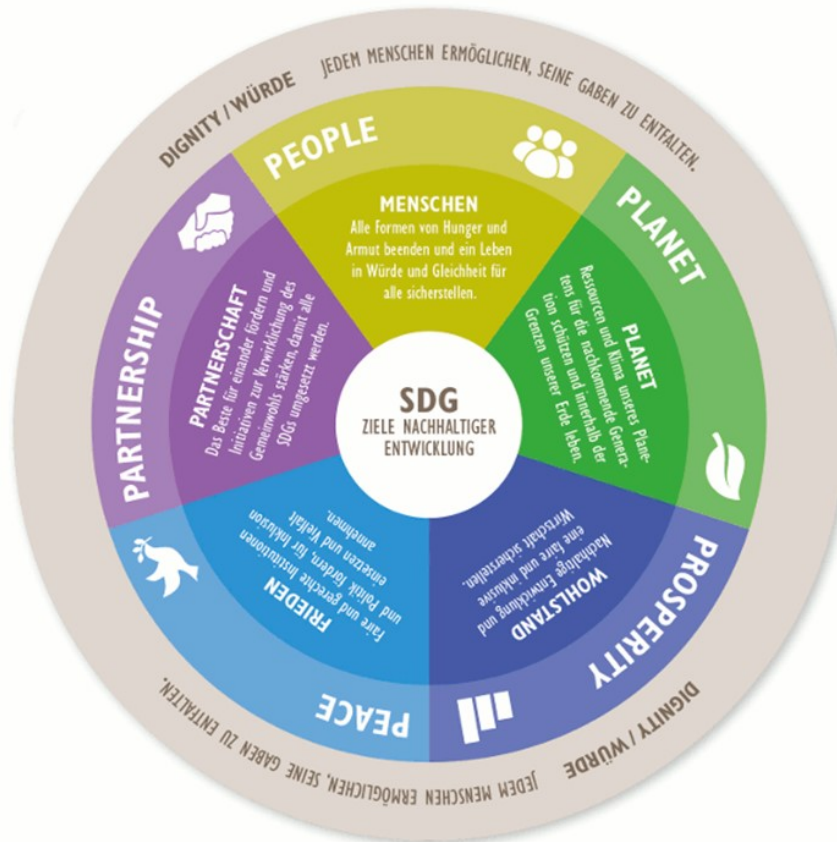 DIGNITY / WÜRDE JEDEM MENSCHEN ERMÖGLICHEN, SEINE GABEN ZU ENTFALTEN.
PEOPLE
MENSCHEN
Alle Formen von Hunger und
Armut beenden und ein Leben
in Würde und Gleichheit für
alle sicherstellen.
PLANET
PLANET
Ressourcen und Klima unseres Plane-
tens für die nachkommende Genera-
tion schützen und innerhalb der
Grenzen unserer Erde leben.
PROSPERITY
WOHLSTAND
Nachhaltige Entwicklung und
eine faire und inklusive
Wirtschaft sicherstellen.
PEACE
FRIEDEN
Faire und gerechte Institutionen
und Politik fördern, für Inklusion
einsetzen und Vielfalt
annehmen.
PARTNERSHIP
PARTNERSCHAFT
Das Beste für einander fördern und
Initiativen zur Verwirklichung des
Gemeinwohls stärken, damit alle
SDGs umgesetzt werden.
SDG
ZIELE NACHHALTIGER
ENTWICKLUNG
DIGNITY / WÜRDE JEDEM MENSCHEN ERMÖGLICHEN, SEINE GABEN ZU ENTFALTEN.